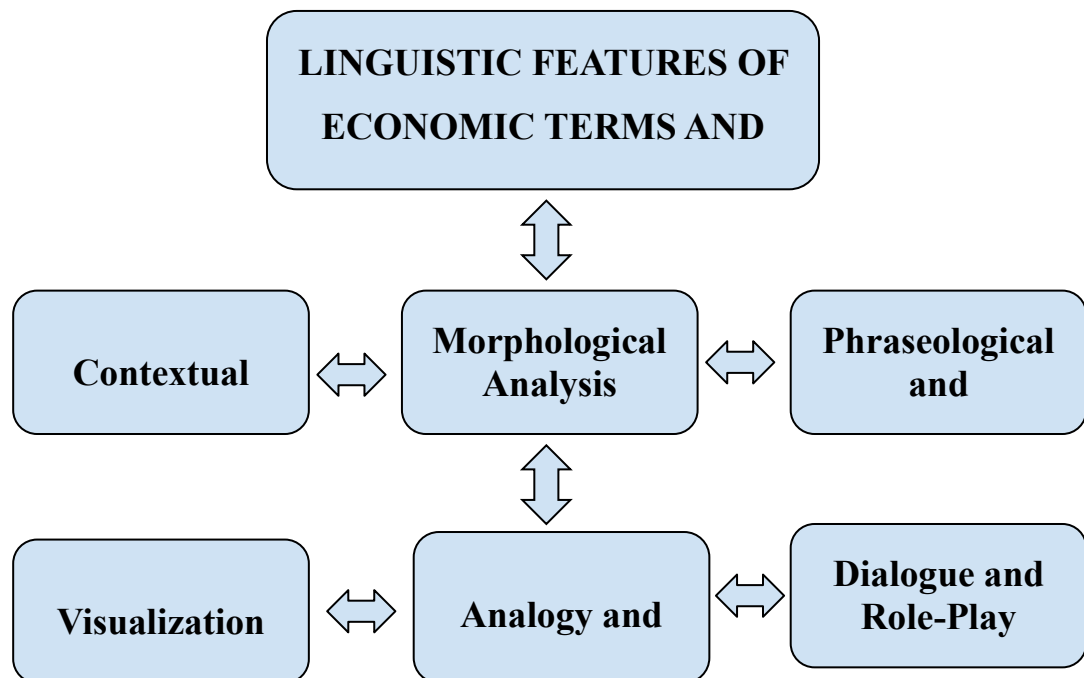 LINGUISTIC FEATURES OF
ECONOMIC TERMS AND
Contextual
Morphological
Analysis
Phraseological
and
Visualization
Analogy and
Dialogue and
Role-Play